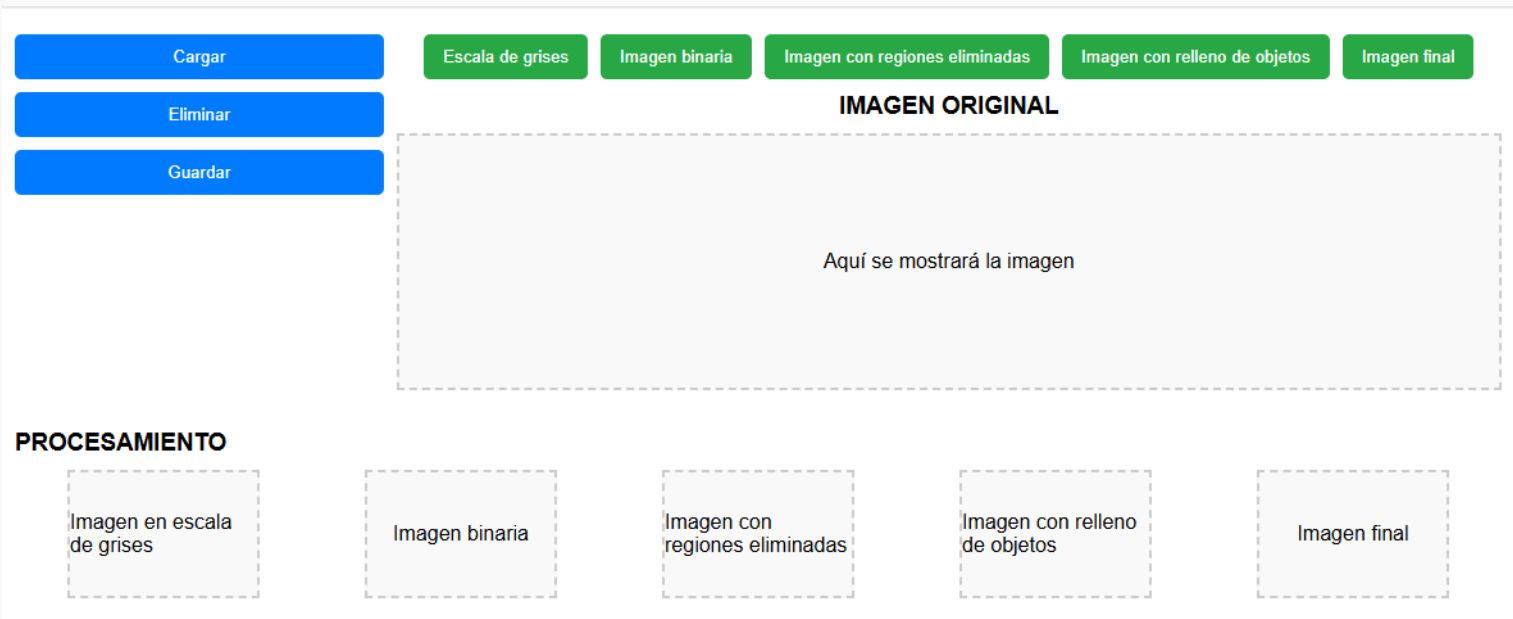 Cargar
Eliminar
Guardar
Escala de grises
Imagen binaria
Imagen con regiones eliminadas
Imagen con relleno de objetos
Imagen final
IMAGEN ORIGINAL
Aquí se mostrará la imagen
PROCESAMIENTO
Imagen en escala
de grises
Imagen binaria
Imagen con
regiones eliminadas
Imagen con relleno
de objetos
Imagen final